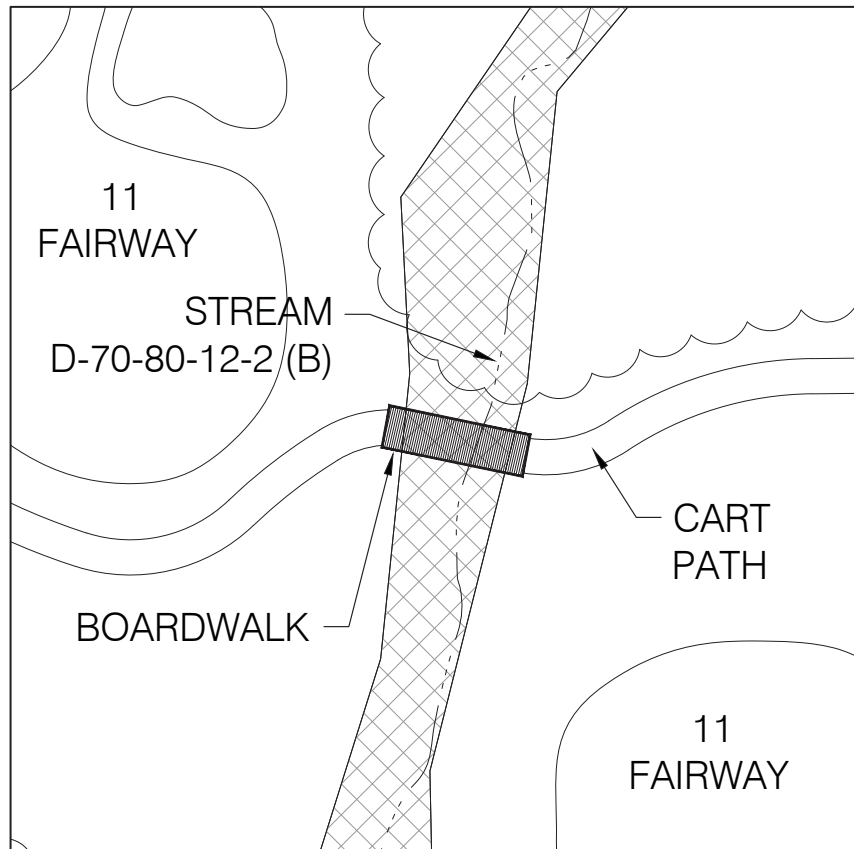 11
FAIRWAY
STREAM
D-70-80-12-2 (B)
CART
PATH
BOARDWALK
11
FAIRWAY